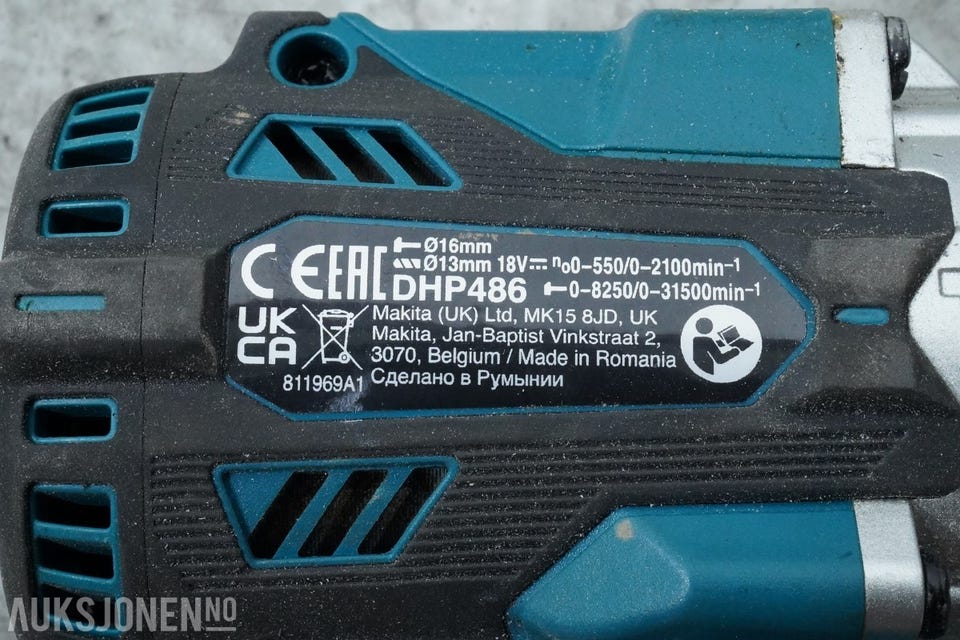 CE EAC Ø16mm
Ø13mm 18V⎓ n₀0-550/0-2100min⁻¹
DHP486 0-8250/0-31500min⁻¹
UK
CA
Makita (UK) Ltd, MK15 8JD, UK
Makita, Jan-Baptist Vinkstraat 2,
3070, Belgium / Made in Romania
811969A1 Сделано в Румынии
AUKSJONEN.NO